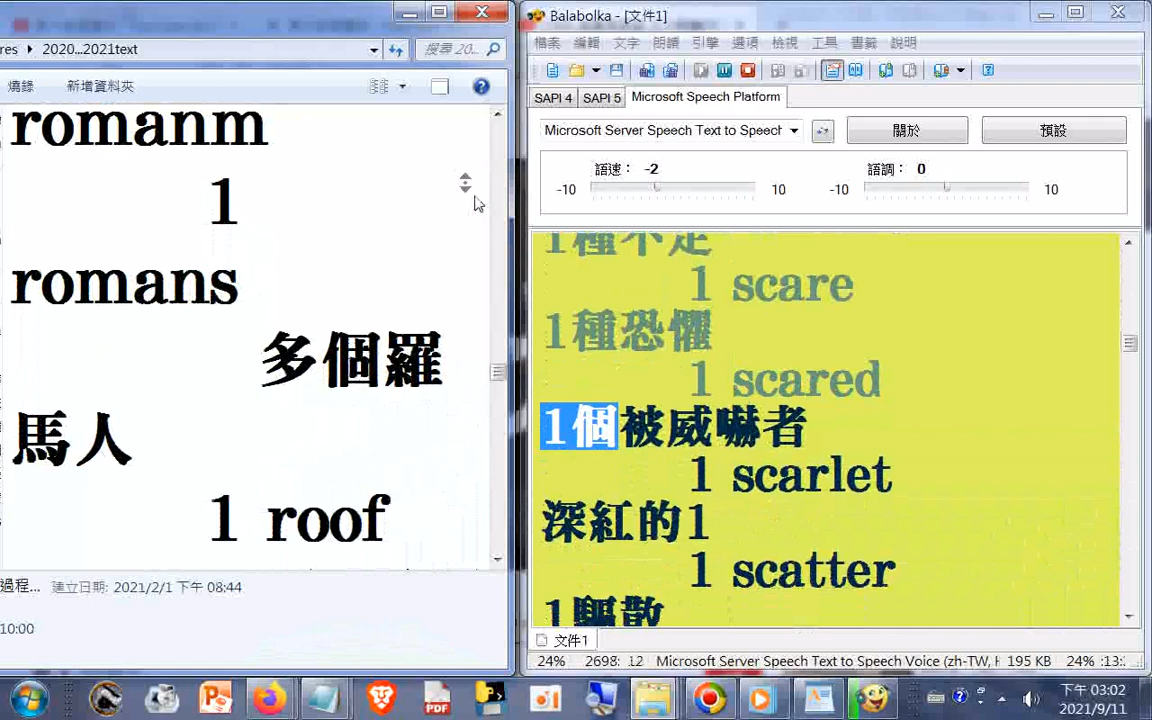 res ▸ 2020...2021text
搜尋 20...
燒錄 新增資料夾
romanm
1
romans
多個羅
馬人
1 roof
過程... 建立日期: 2021/2/1 下午 08:44
10:00
Balabolka - [文件1]
檔案 編輯 文字 朗讀 引擎 選項 檢視 工具 書籤 說明
SAPI 4 SAPI 5 Microsoft Speech Platform
Microsoft Server Speech Text to Speech
關於 預設
語速： -2 語調： 0
-10 10 -10 10
1種不足
1 scare
1種恐懼
1 scared
1個被威嚇者
1 scarlet
深紅的1
1 scatter
1驅散
文件1
24% 2698: 12 Microsoft Server Speech Text to Speech Voice (zh-TW, H 195 KB 24% :13:
PDF
下午 03:02
2021/9/11